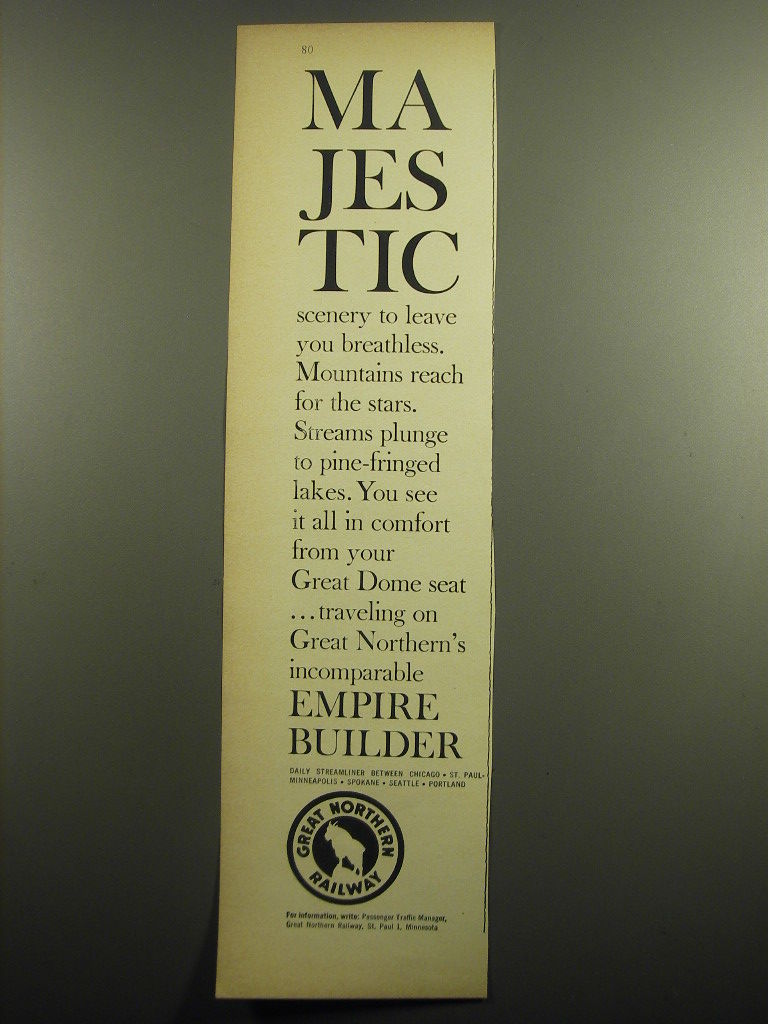 80
MA
JES
TIC
scenery to leave
you breathless.
Mountains reach
for the stars.
Streams plunge
to pine-fringed
lakes. You see
it all in comfort
from your
Great Dome seat
...traveling on
Great Northern's
incomparable
EMPIRE
BUILDER
DAILY STREAMLINER BETWEEN CHICAGO • ST. PAUL-
MINNEAPOLIS • SPOKANE • SEATTLE • PORTLAND
GREAT NORTHERN
RAILWAY
For information, write: Passenger Traffic Manager,
Great Northern Railway, St. Paul 1, Minnesota